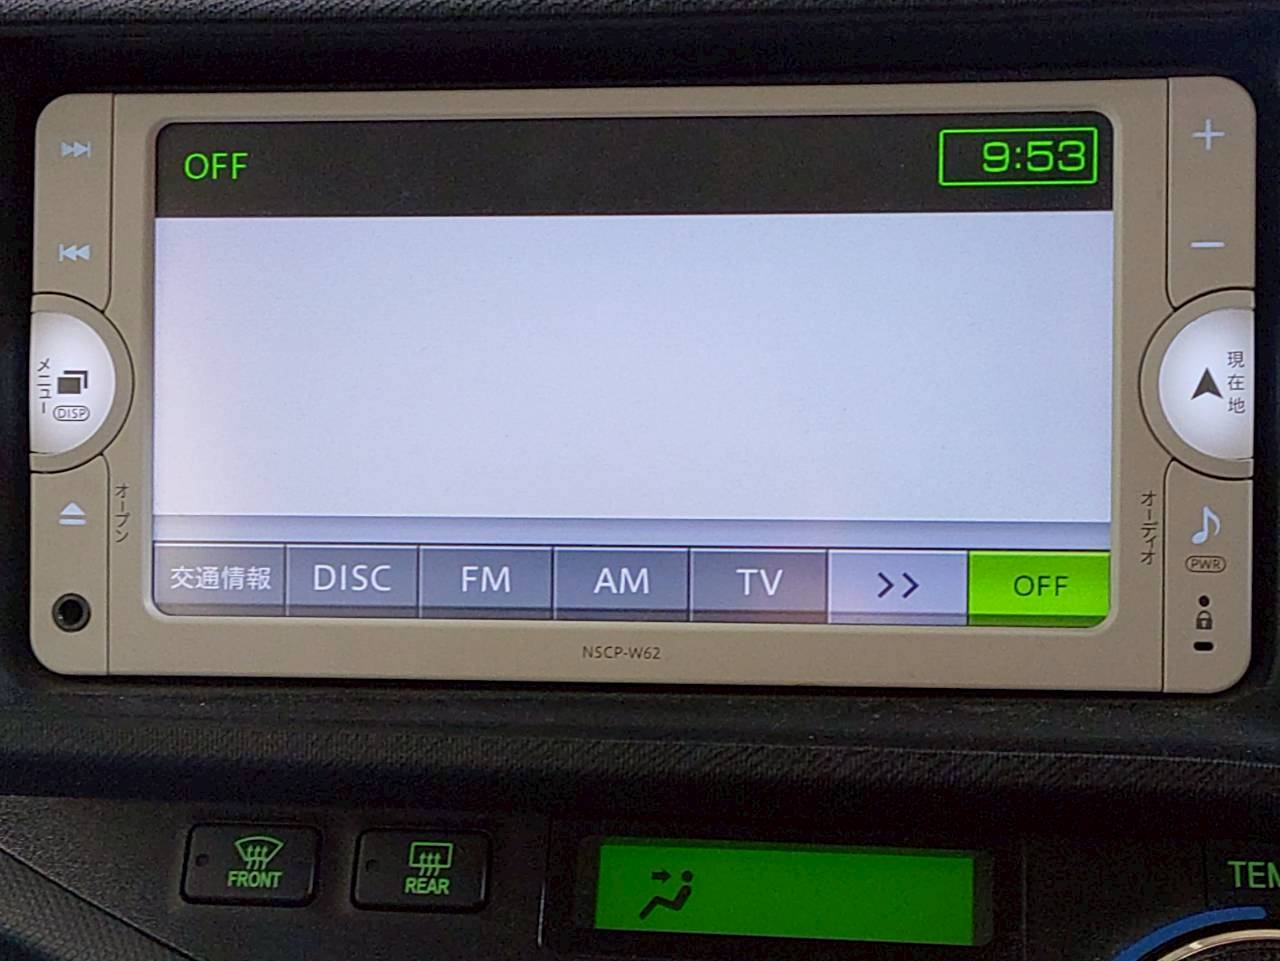 OFF
9:53
メニュー
DISP
現在地
オープン
オーディオ
交通情報 DISC FM AM TV >> OFF
PWR
NSCP-W62
FRONT
REAR